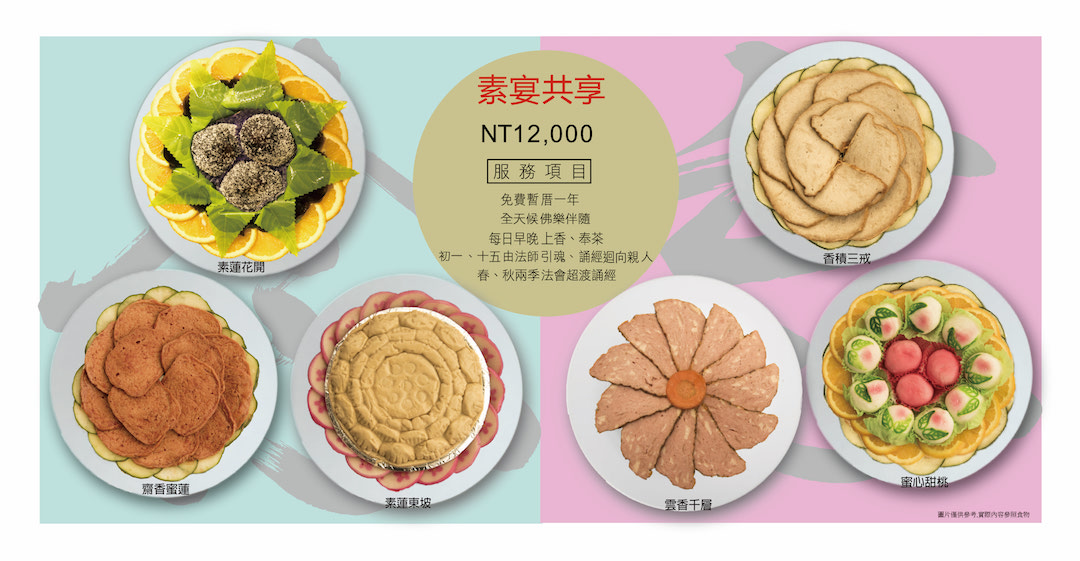 素宴共享
NT12,000
服務項目
免費暫厝一年
全天候佛樂伴隨
每日早晚上香、奉茶
初一、十五由法師引魂、誦經迴向親人
春、秋兩季法會超渡誦經
素蓮花開
香積三戒
齋香蜜蓮
素蓮東坡
雲香千層
蜜心甜桃
圖片僅供參考,實際內容參照食物